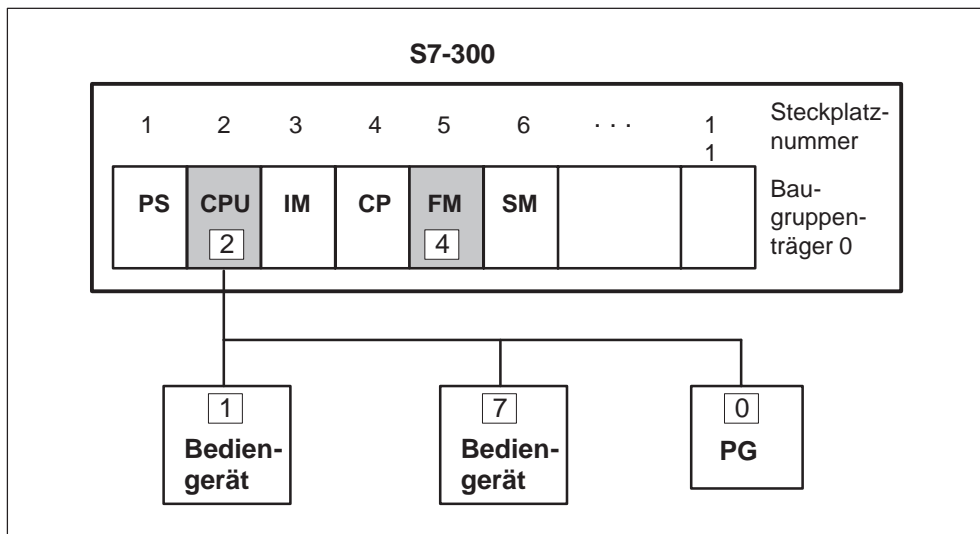 S7-300
1 2 3 4 5 6 · · · 1
1
Steckplatz-
nummer
PS CPU IM CP FM SM
2 4
Bau-
gruppen-
träger 0
1
Bedien-
gerät
7
Bedien-
gerät
0
PG